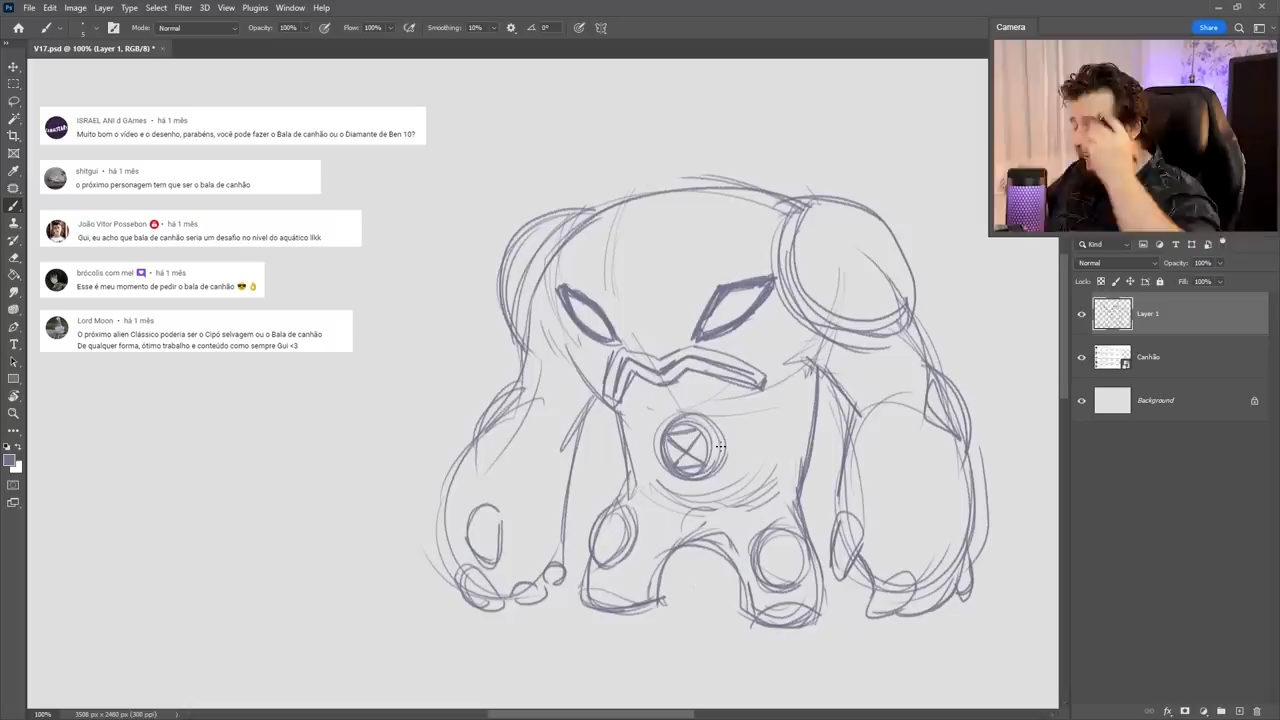 File Edit Image Layer Type Select Filter 3D View Plugins Window Help
5 Mode: Normal Opacity: 100% Flow: 100% Smoothing: 10% 0° Share
V17.psd @ 100% (Layer 1, RGB/8) *
Camera
ISRAEL ANI d GAmes • há 1 mês
Muito bom o vídeo e o desenho, parabéns, você pode fazer o Bala de canhão ou o Diamante de Ben 10?
shitgui • há 1 mês
o próximo personagem tem que ser o bala de canhão
João Vitor Possebon • há 1 mês
Gui, eu acho que bala de canhão seria um desafio no nível do aquático llkk
brócolis com mel • há 1 mês
Esse é meu momento de pedir o bala de canhão 😎 👌
Lord Moon • há 1 mês
O próximo alien Clássico poderia ser o Cipó selvagem ou o Bala de canhão
De qualquer forma, ótimo trabalho e conteúdo como sempre Gui <3
Kind
Normal Opacity: 100%
Lock: Fill: 100%
Layer 1
Canhão
Background
100% 3508 px x 2480 px (300 ppi)